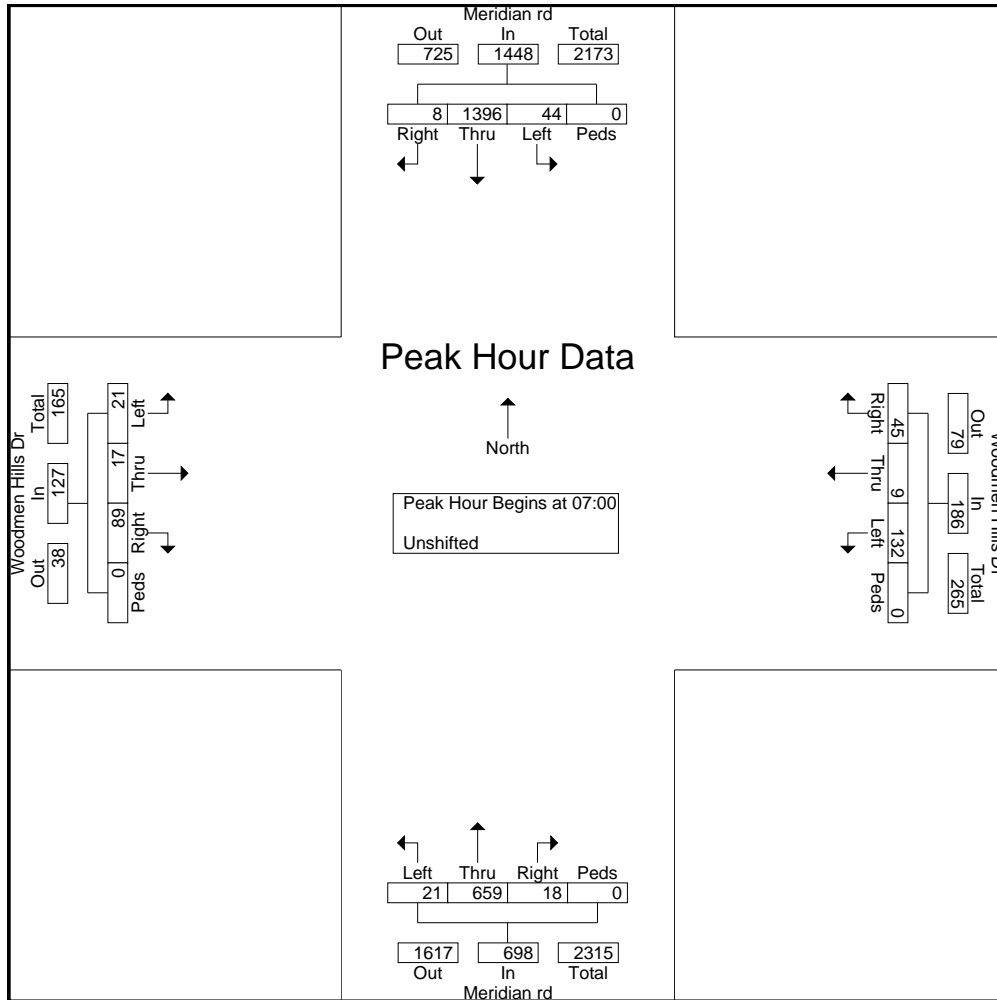 Meridian rd
Out In Total
725 1448 2173
8 1396 44 0
Right Thru Left Peds
Peak Hour Data
North
Peak Hour Begins at 07:00
Unshifted
Woodmen Hills Dr
Total In Out
165 127 38
21 17 89 0
Left Thru Right Peds
Woodmen Hills Dr
Out In Total
79 186 265
45 9 132 0
Right Thru Left Peds
Left Thru Right Peds
21 659 18 0
1617 698 2315
Out In Total
Meridian rd